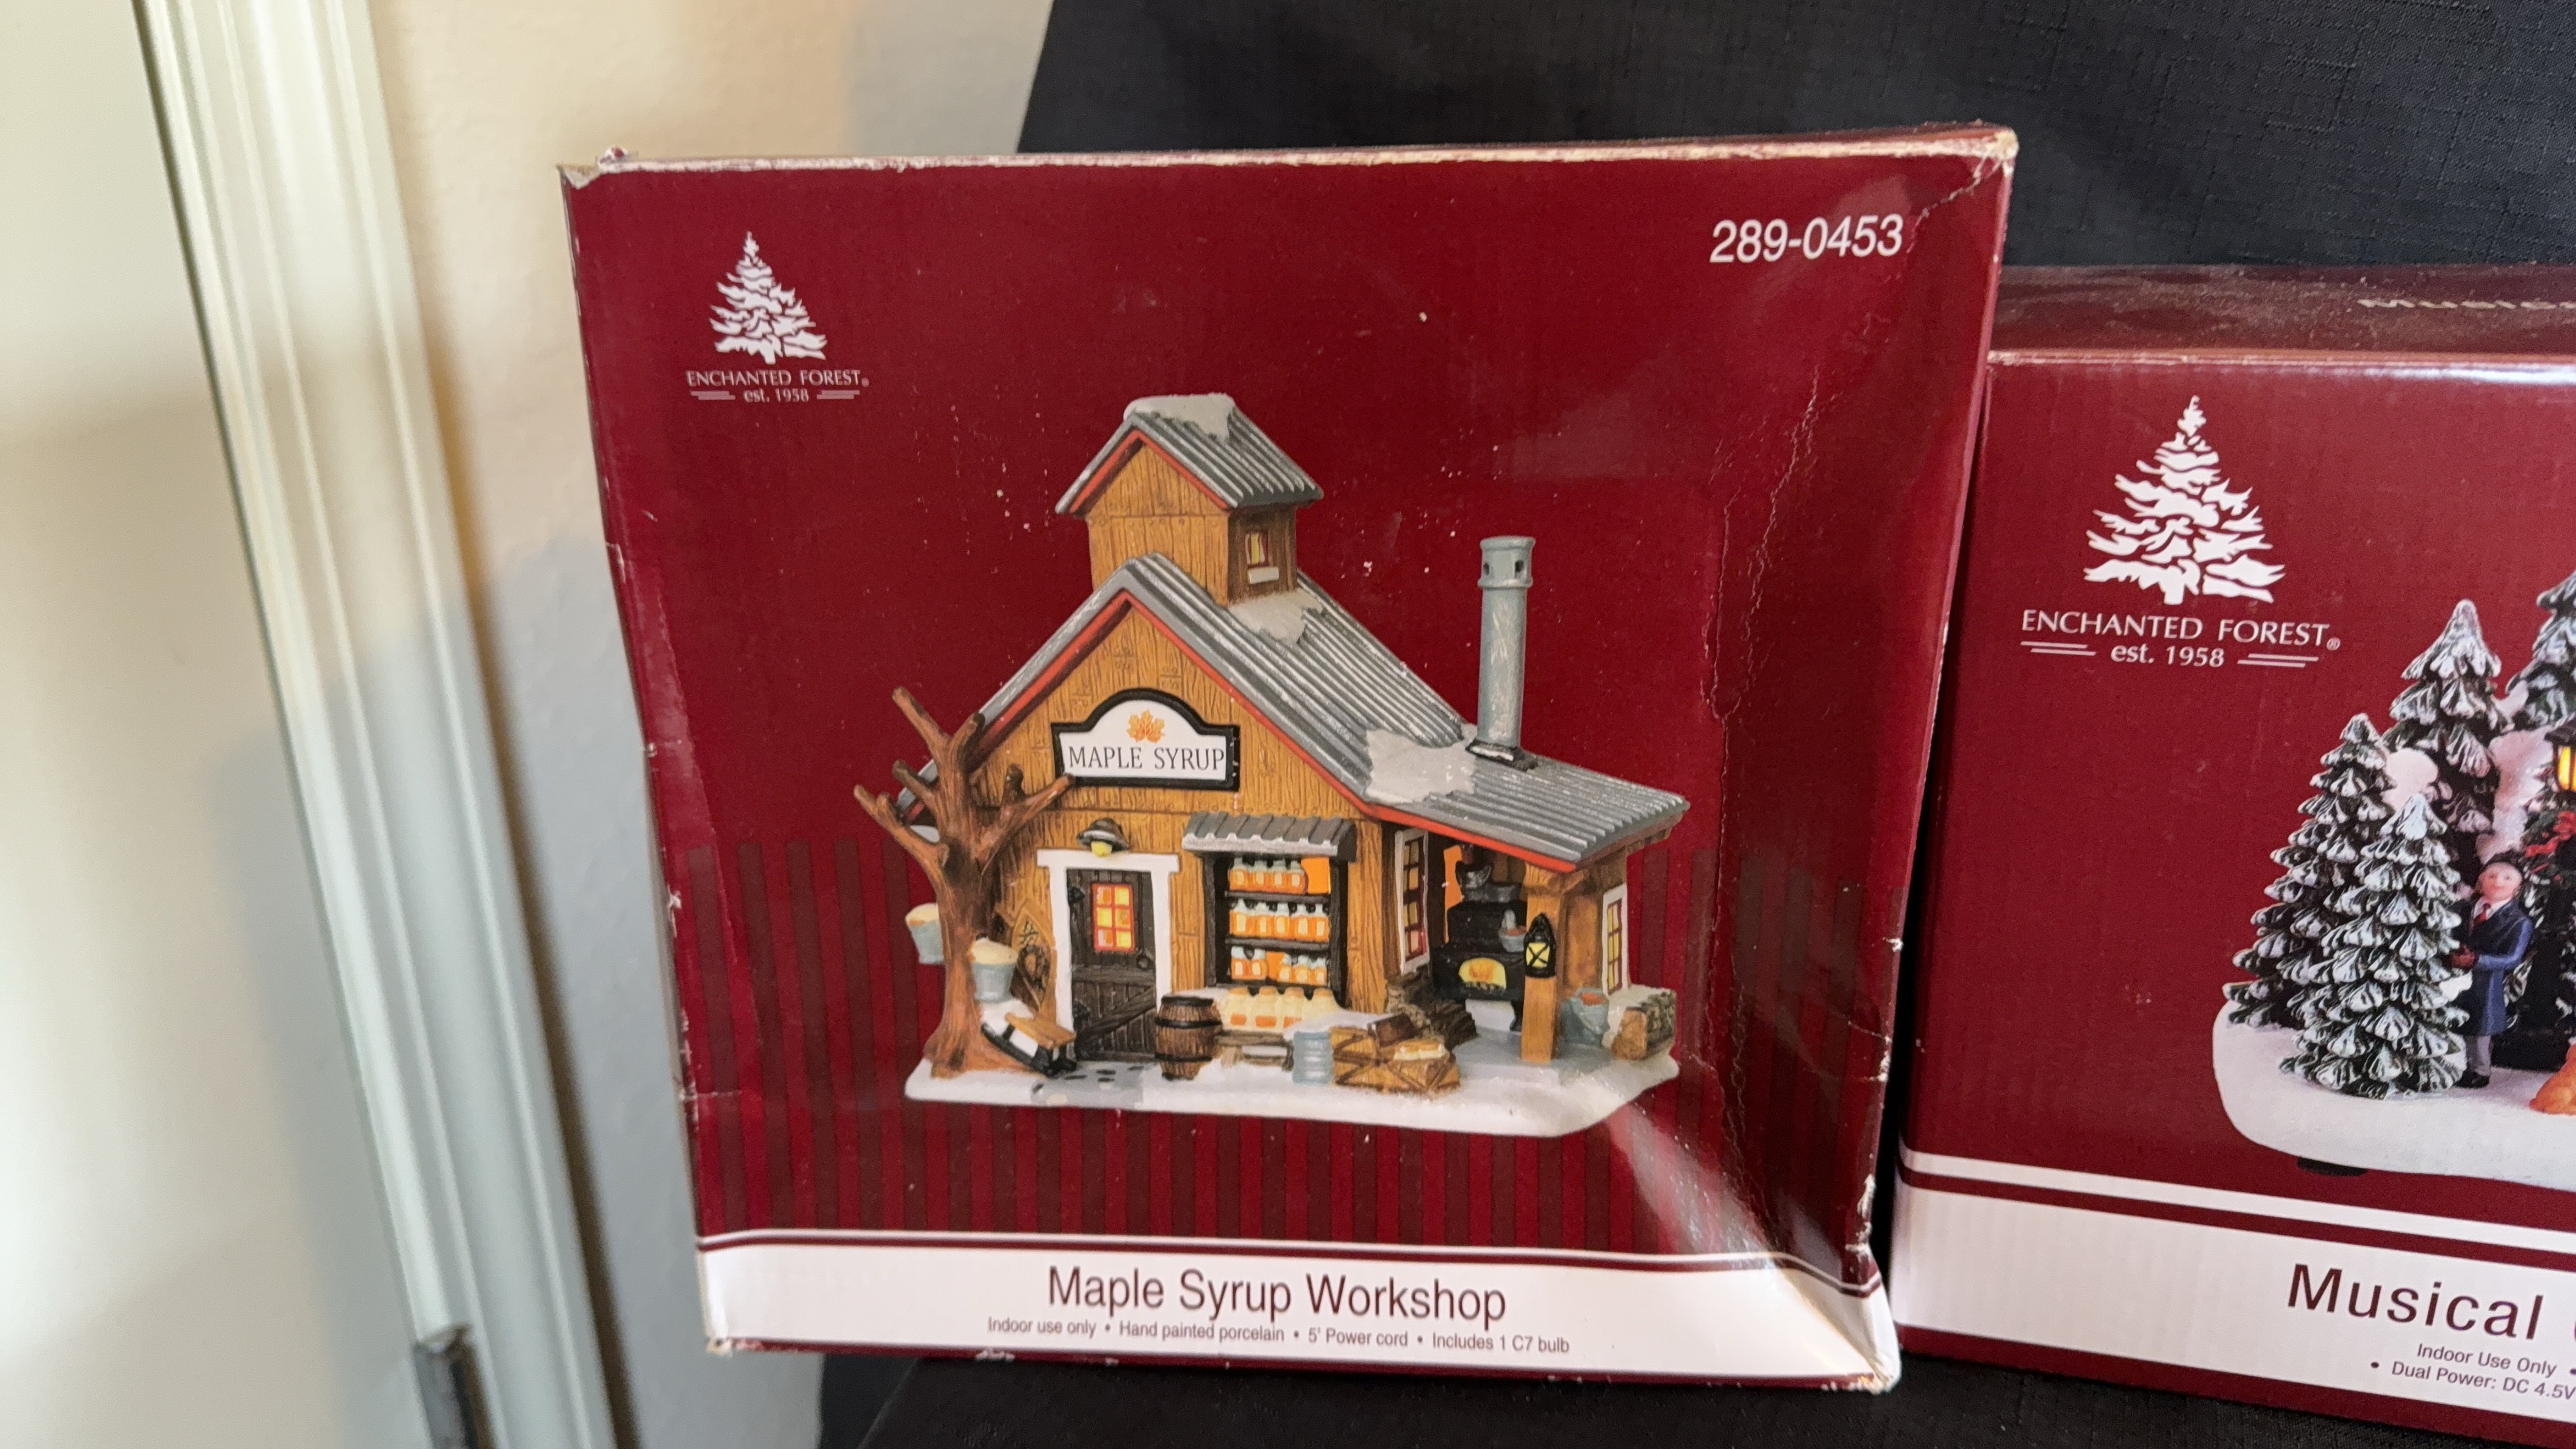 289-0453
ENCHANTED FOREST®
est. 1958
MAPLE SYRUP
Maple Syrup Workshop
Indoor use only • Hand painted porcelain • 5' Power cord • Includes 1 C7 bulb
ENCHANTED FOREST®
est. 1958
Musical
Indoor Use Only •
• Dual Power: DC 4.5V